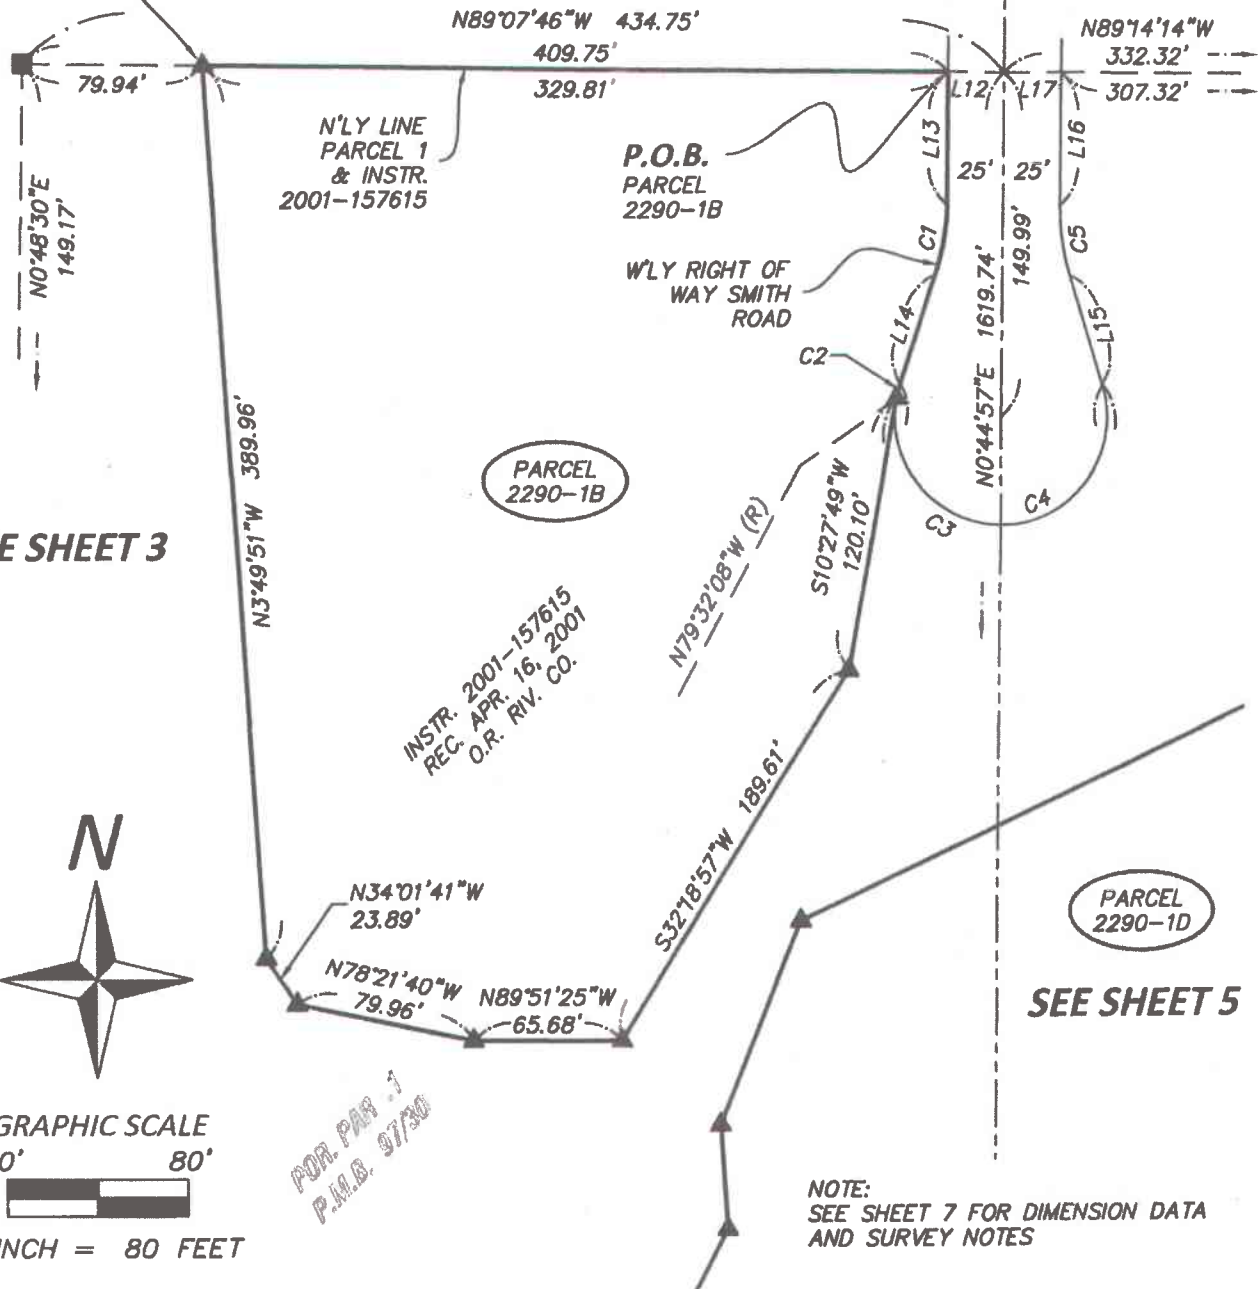 N89°07'46"W 434.75'
409.75'
329.81'
79.94'
N89°14'14"W
332.32'
307.32'
L12
L17
N'LY LINE
PARCEL 1
& INSTR.
2001-157615
P.O.B.
PARCEL
2290-1B
L13
L16
25'
25'
N0°48'30"E
149.17'
W'LY RIGHT OF
WAY SMITH
ROAD
C1
C5
L14
L15
N0°44'57"E 1619.74'
149.99'
C2
N3°49'51"W 389.96'
PARCEL
2290-1B
N79°32'08"W (R)
S10°27'49"W
120.10'
C3
C4
E SHEET 3
INSTR. 2001-157615
REC. APR. 16, 2001
O.R. RIV. CO.
S32°18'57"W 189.61'
N
N34°01'41"W
23.89'
N78°21'40"W
79.96'
N89°51'25"W
65.68'
PARCEL
2290-1D
SEE SHEET 5
GRAPHIC SCALE
0' 80'
INCH = 80 FEET
POR. PAR. 1
P.M.B. 97/30
NOTE:
SEE SHEET 7 FOR DIMENSION DATA
AND SURVEY NOTES